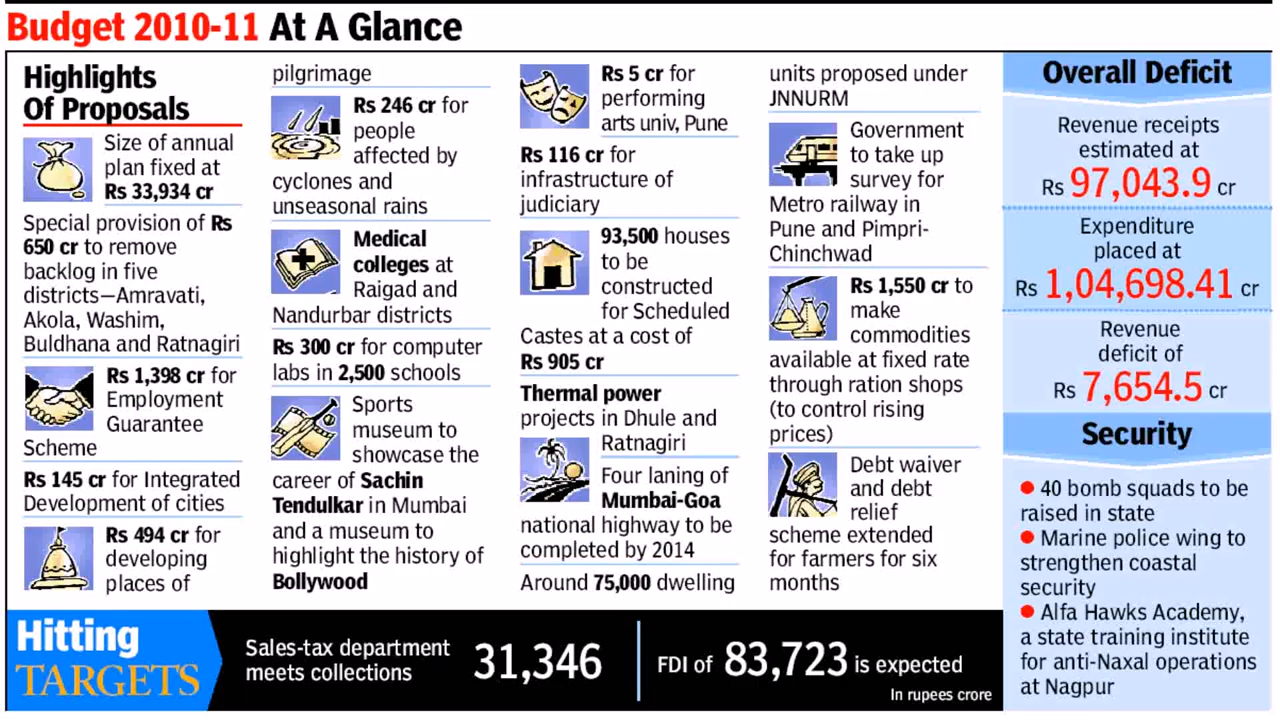 Budget 2010-11 At A Glance
Highlights
Of Proposals
Size of annual
plan fixed at
Rs 33,934 cr
Special provision of Rs
650 cr to remove
backlog in five
districts—Amravati,
Akola, Washim,
Buldhana and Ratnagiri
Rs 1,398 cr for
Employment
Guarantee
Scheme
Rs 145 cr for Integrated
Development of cities
Rs 494 cr for
developing
places of
pilgrimage
Rs 246 cr for
people
affected by
cyclones and
unseasonal rains
Medical
colleges at
Raigad and
Nandurbar districts
Rs 300 cr for computer
labs in 2,500 schools
Sports
museum to
showcase the
career of Sachin
Tendulkar in Mumbai
and a museum to
highlight the history of
Bollywood
Rs 5 cr for
performing
arts univ, Pune
Rs 116 cr for
infrastructure of
judiciary
93,500 houses
to be
constructed
for Scheduled
Castes at a cost of
Rs 905 cr
Thermal power
projects in Dhule and
Ratnagiri
Four laning of
Mumbai-Goa
national highway to be
completed by 2014
Around 75,000 dwelling
units proposed under
JNNURM
Government
to take up
survey for
Metro railway in
Pune and Pimpri-
Chinchwad
Rs 1,550 cr to
make
commodities
available at fixed rate
through ration shops
(to control rising
prices)
Debt waiver
and debt
relief
scheme extended
for farmers for six
months
Overall Deficit
Revenue receipts
estimated at
Rs 97,043.9 cr
Expenditure
placed at
Rs 1,04,698.41 cr
Revenue
deficit of
Rs 7,654.5 cr
Security
● 40 bomb squads to be
raised in state
● Marine police wing to
strengthen coastal
security
● Alfa Hawks Academy,
a state training institute
for anti-Naxal operations
at Nagpur
Hitting
TARGETS
Sales-tax department
meets collections
31,346
FDI of 83,723 is expected
In rupees crore